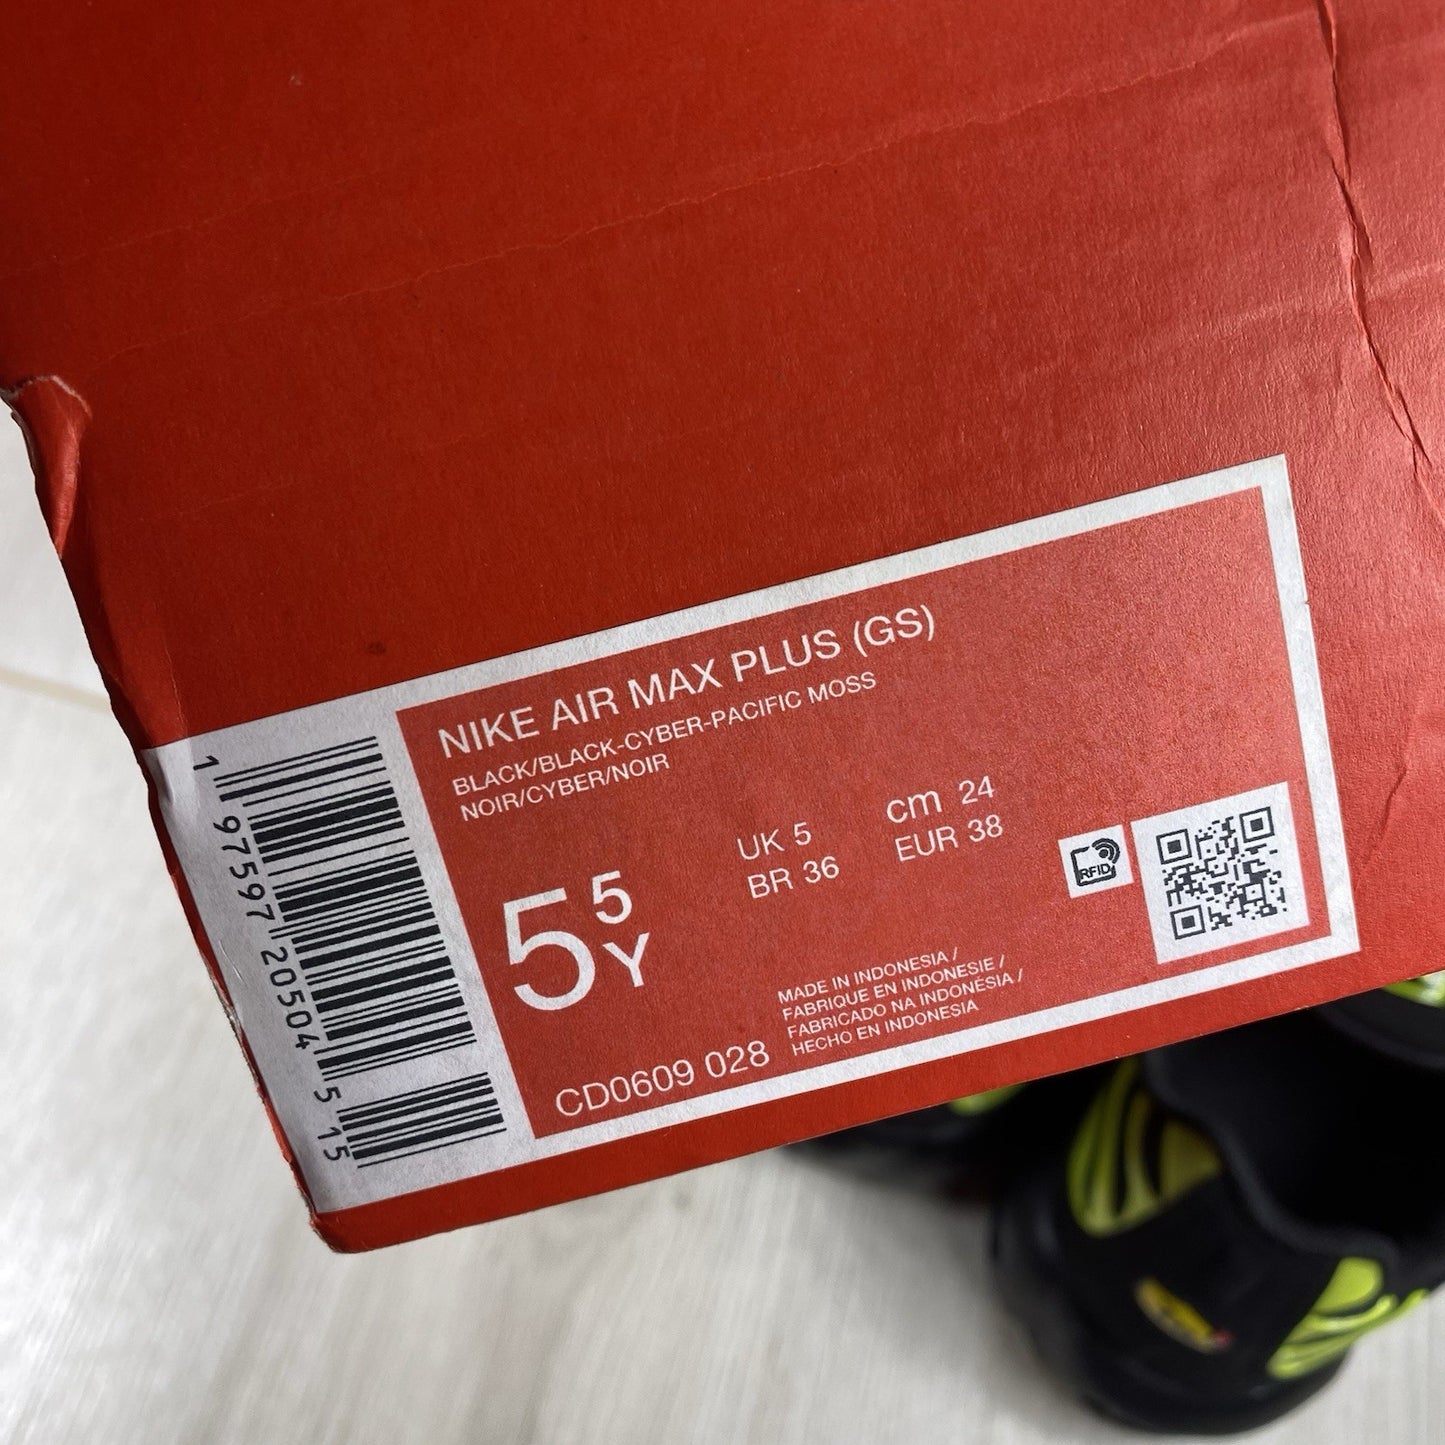 NIKE AIR MAX PLUS (GS)
BLACK/BLACK-CYBER-PACIFIC MOSS
NOIR/CYBER/NOIR
5 5 Y
UK 5
BR 36
cm 24
EUR 38
RFID
MADE IN INDONESIA /
FABRIQUE EN INDONESIE /
FABRICADO NA INDONÉSIA /
HECHO EN INDONESIA
CD0609 028
1 97597 20504 5 15